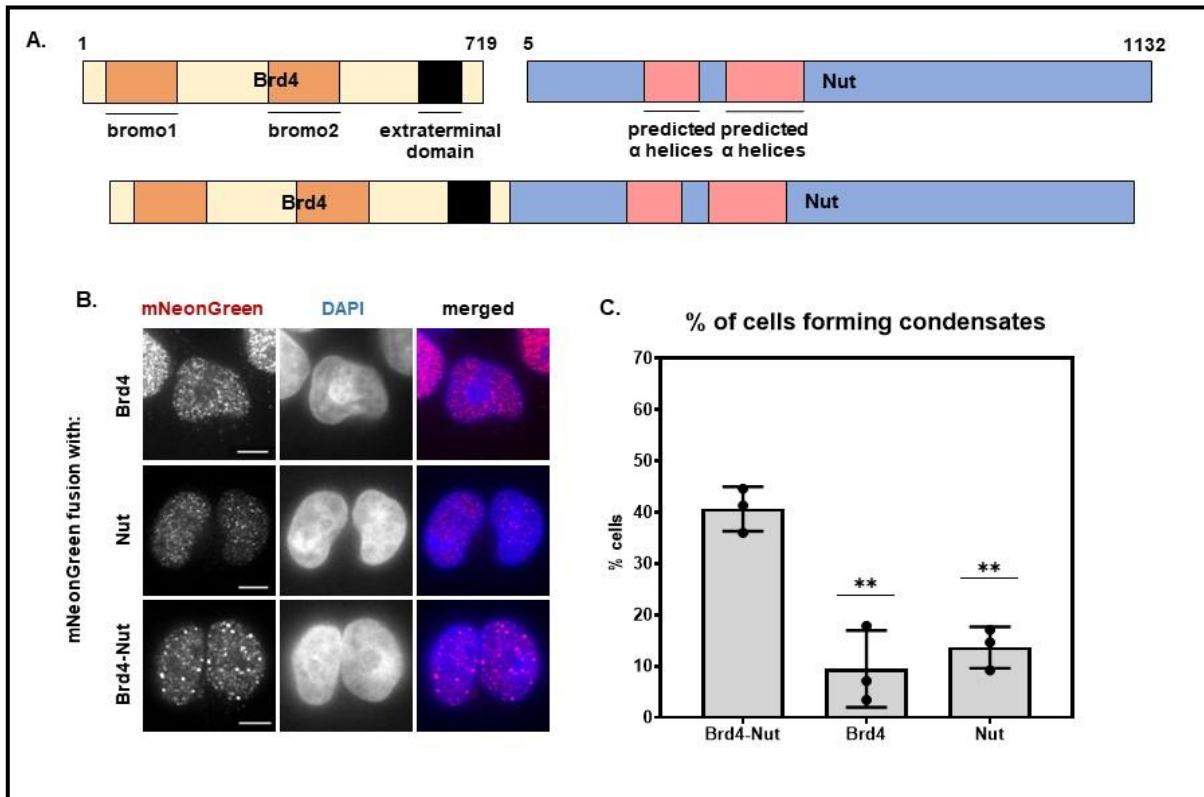 A.
1 719 5 1132
Brd4 Nut
bromo1 bromo2 extraterminal domain predicted α helices predicted α helices
Brd4 Nut
B.
mNeonGreen DAPI merged
mNeonGreen fusion with:
Brd4
Nut
Brd4-Nut
C.
% of cells forming condensates
% cells
70
60
50
40
30
20
10
0
** **
Brd4-Nut Brd4 Nut